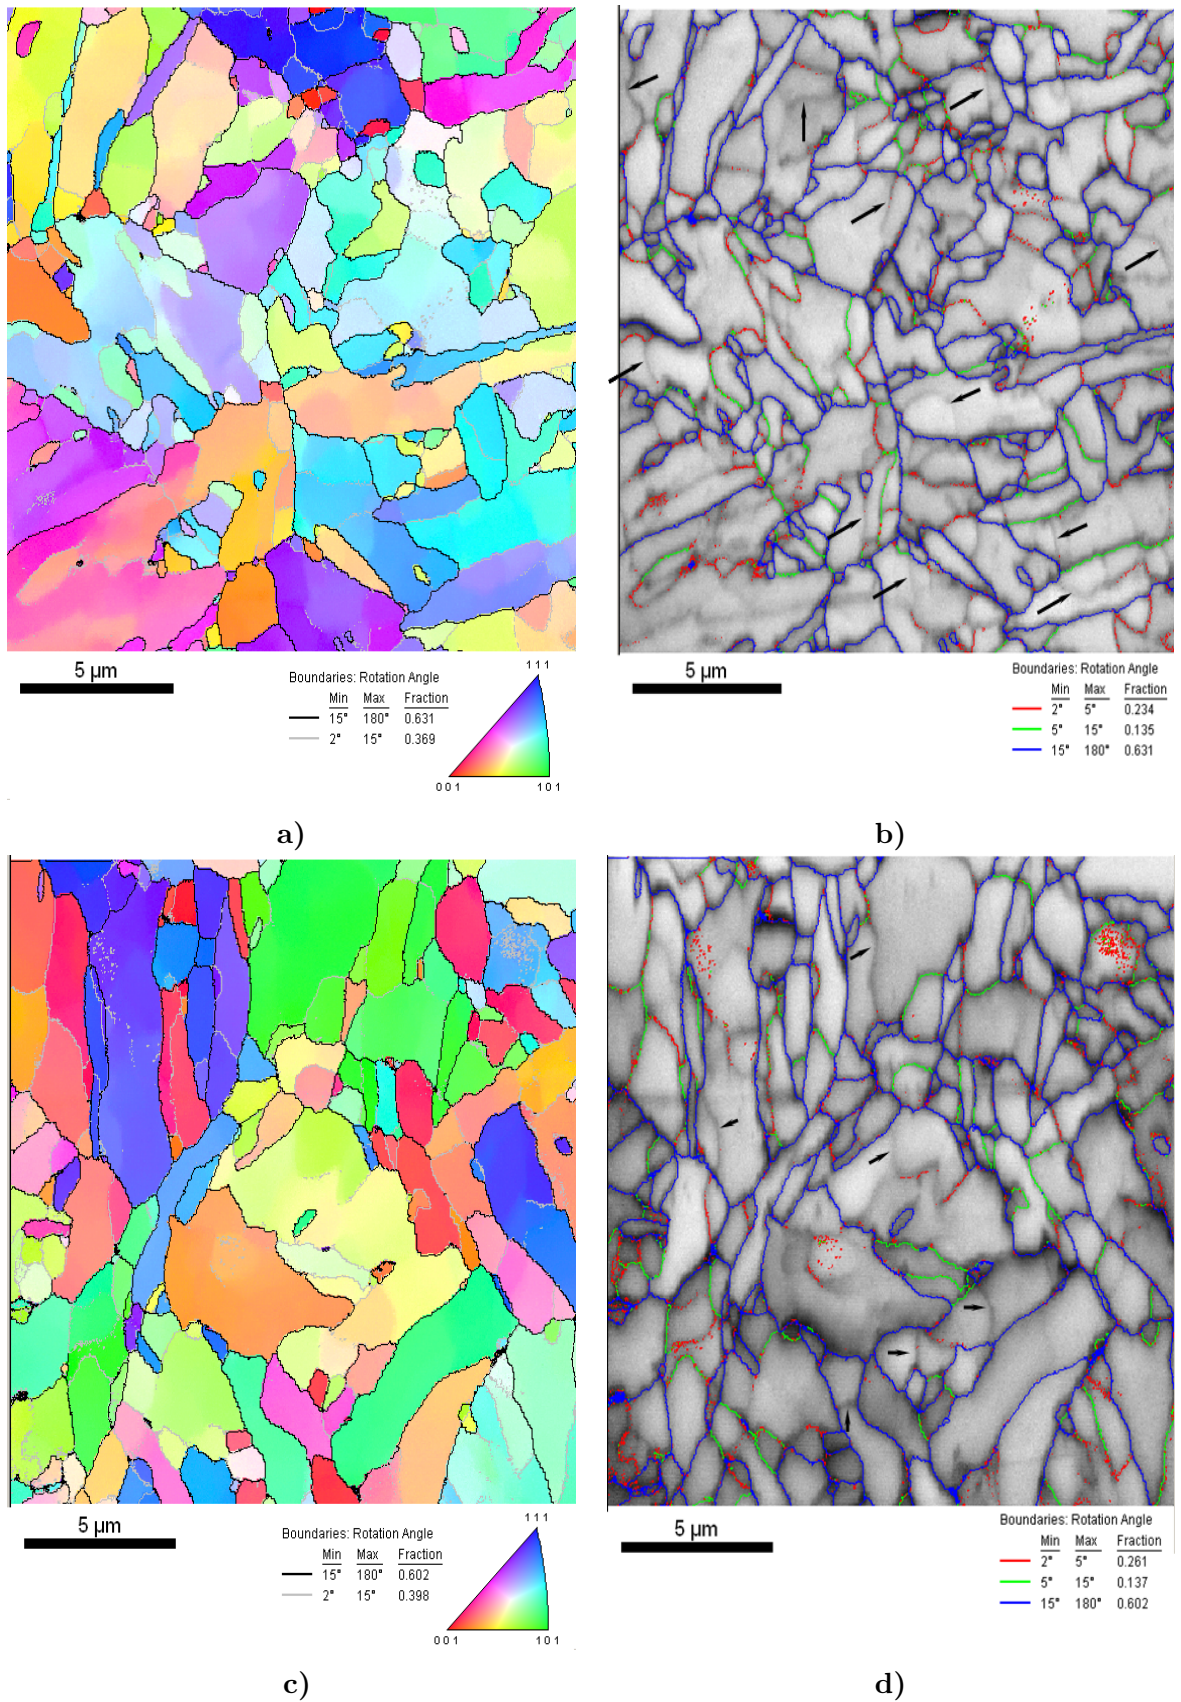 5 µm
Boundaries: Rotation Angle
Min Max Fraction
15° 180° 0.631
2° 15° 0.369
111
001 101
5 µm
Boundaries: Rotation Angle
Min Max Fraction
2° 5° 0.234
5° 15° 0.135
15° 180° 0.631
a)
b)
5 µm
Boundaries: Rotation Angle
Min Max Fraction
15° 180° 0.602
2° 15° 0.398
111
001 101
5 µm
Boundaries: Rotation Angle
Min Max Fraction
2° 5° 0.261
5° 15° 0.137
15° 180° 0.602
c)
d)